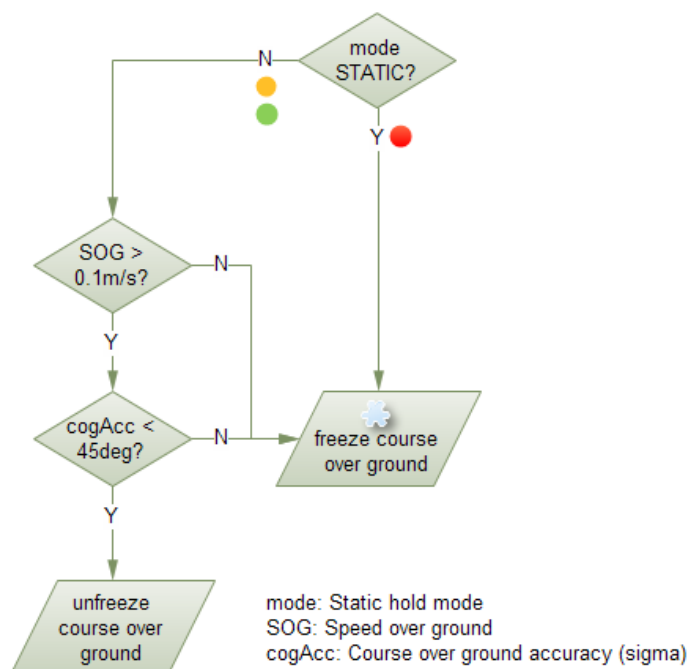 mode
STATIC?
N
Y
SOG >
0.1m/s?
N
Y
cogAcc <
45deg?
N
freeze course
over ground
Y
unfreeze
course over
ground
mode: Static hold mode
SOG: Speed over ground
cogAcc: Course over ground accuracy (sigma)